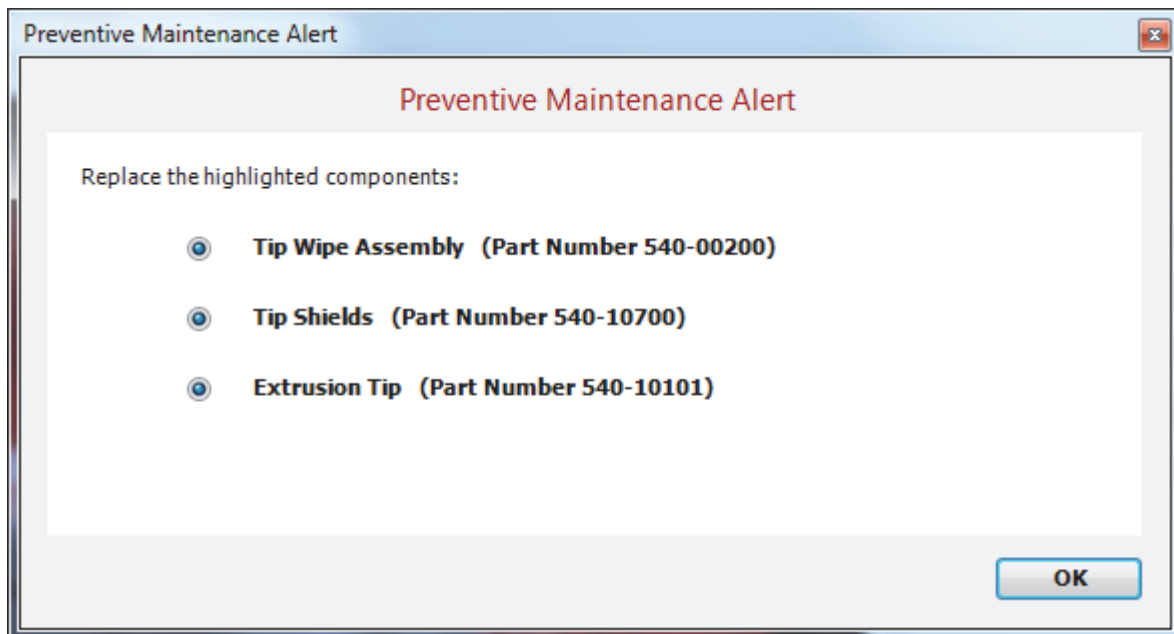 Preventive Maintenance Alert
Preventive Maintenance Alert
Replace the highlighted components:
Tip Wipe Assembly (Part Number 540-00200)
Tip Shields (Part Number 540-10700)
Extrusion Tip (Part Number 540-10101)
OK